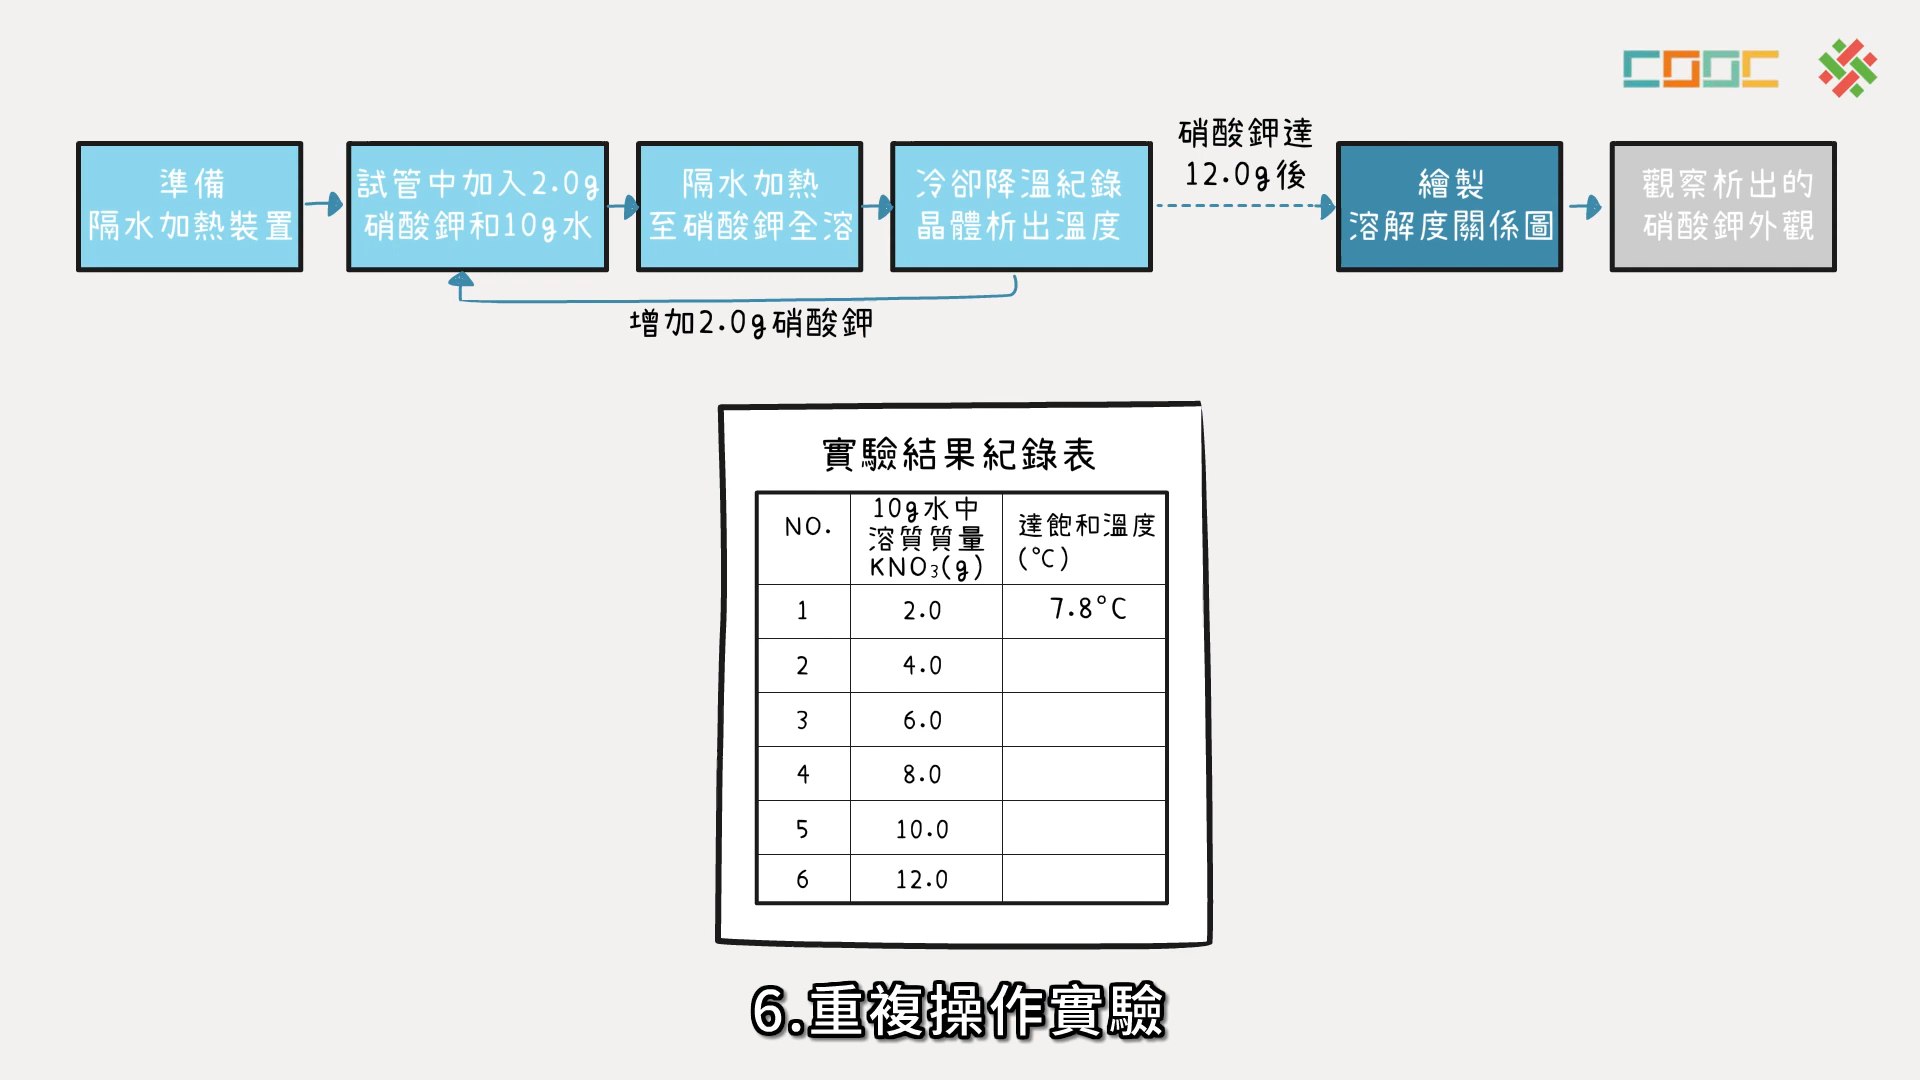 COOC
準備
隔水加熱裝置
試管中加入2.0g
硝酸鉀和10g水
隔水加熱
至硝酸鉀全溶
冷卻降溫紀錄
晶體析出溫度
硝酸鉀達
12.0g後
繪製
溶解度關係圖
觀察析出的
硝酸鉀外觀
增加2.0g硝酸鉀
實驗結果紀錄表
NO.
10g水中
溶質質量
KNO₃(g)
達飽和溫度
(℃)
1 2.0 7.8°C
2 4.0
3 6.0
4 8.0
5 10.0
6 12.0
6.重複操作實驗